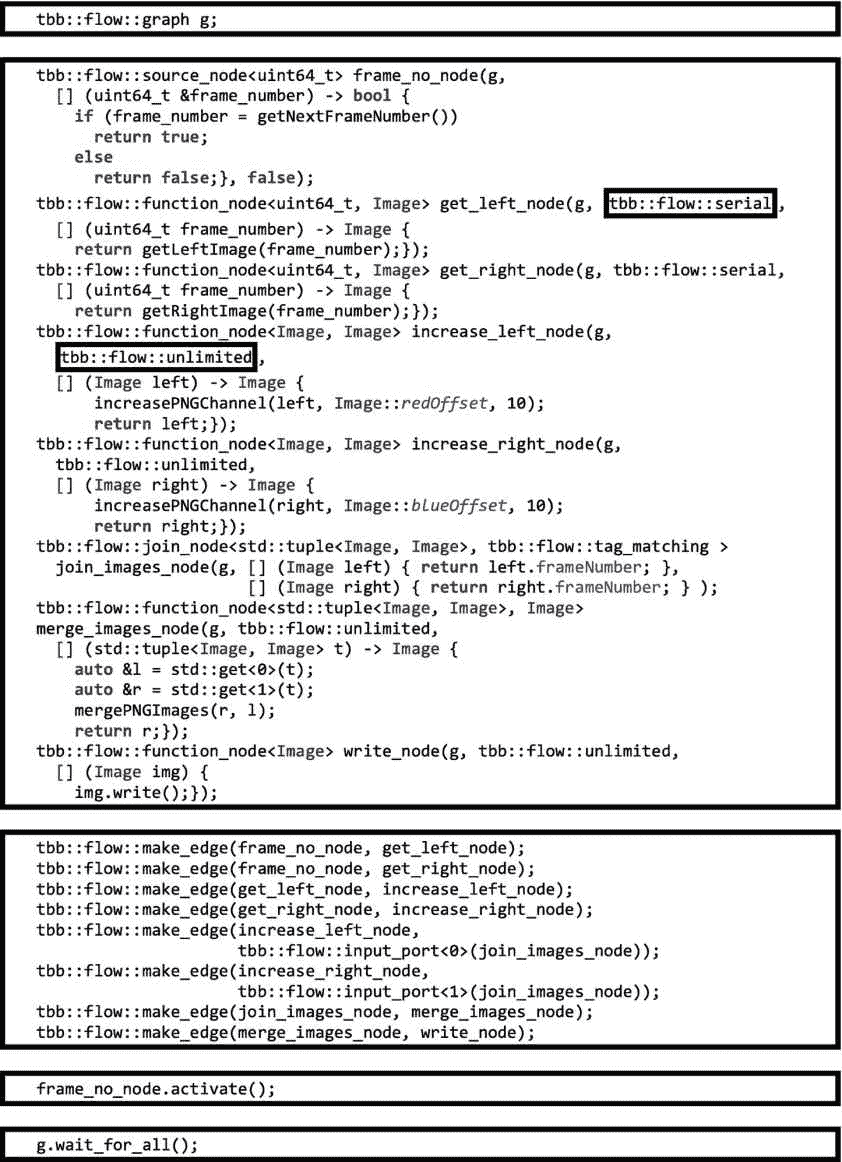 tbb::flow::graph g;
tbb::flow::source_node<uint64_t> frame_no_node(g,
  [] (uint64_t &frame_number) -> bool {
    if (frame_number = getNextFrameNumber())
      return true;
    else
      return false;}, false);
tbb::flow::function_node<uint64_t, Image> get_left_node(g, tbb::flow::serial,
  [] (uint64_t frame_number) -> Image {
    return getLeftImage(frame_number);});
tbb::flow::function_node<uint64_t, Image> get_right_node(g, tbb::flow::serial,
  [] (uint64_t frame_number) -> Image {
    return getRightImage(frame_number);});
tbb::flow::function_node<Image, Image> increase_left_node(g,
  tbb::flow::unlimited,
  [] (Image left) -> Image {
      increasePNGChannel(left, Image::redOffset, 10);
      return left;});
tbb::flow::function_node<Image, Image> increase_right_node(g,
  tbb::flow::unlimited,
  [] (Image right) -> Image {
      increasePNGChannel(right, Image::blueOffset, 10);
      return right;});
tbb::flow::join_node<std::tuple<Image, Image>, tbb::flow::tag_matching >
  join_images_node(g, [] (Image left) { return left.frameNumber; },
                      [] (Image right) { return right.frameNumber; } );
tbb::flow::function_node<std::tuple<Image, Image>, Image>
merge_images_node(g, tbb::flow::unlimited,
  [] (std::tuple<Image, Image> t) -> Image {
    auto &l = std::get<0>(t);
    auto &r = std::get<1>(t);
    mergePNGImages(r, l);
    return r;});
tbb::flow::function_node<Image> write_node(g, tbb::flow::unlimited,
  [] (Image img) {
    img.write();});
tbb::flow::make_edge(frame_no_node, get_left_node);
tbb::flow::make_edge(frame_no_node, get_right_node);
tbb::flow::make_edge(get_left_node, increase_left_node);
tbb::flow::make_edge(get_right_node, increase_right_node);
tbb::flow::make_edge(increase_left_node,
                     tbb::flow::input_port<0>(join_images_node));
tbb::flow::make_edge(increase_right_node,
                     tbb::flow::input_port<1>(join_images_node));
tbb::flow::make_edge(join_images_node, merge_images_node);
tbb::flow::make_edge(merge_images_node, write_node);
frame_no_node.activate();
g.wait_for_all();